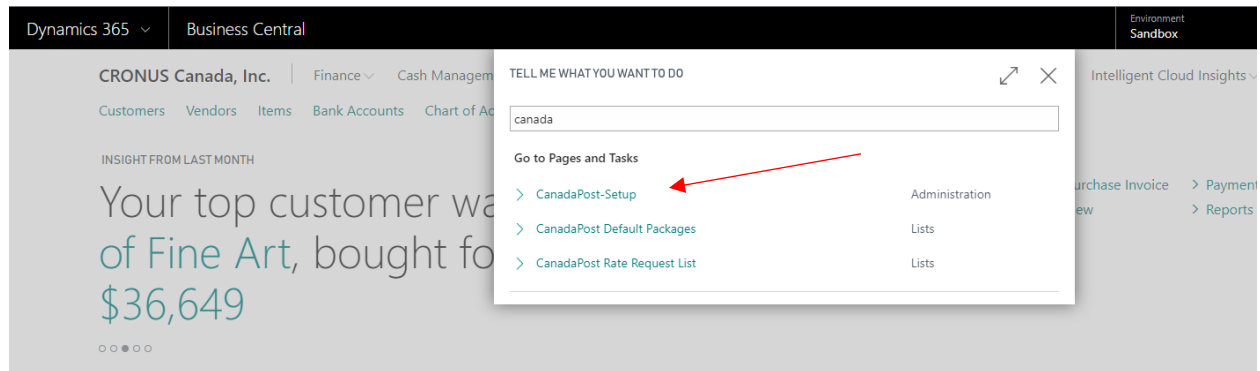 Dynamics 365 Business Central Environment
Sandbox
CRONUS Canada, Inc. Finance Cash Managem Intelligent Cloud Insights
Customers Vendors Items Bank Accounts Chart of Ac
TELL ME WHAT YOU WANT TO DO
canada
Go to Pages and Tasks
CanadaPost-Setup Administration
CanadaPost Default Packages Lists
CanadaPost Rate Request List Lists
INSIGHT FROM LAST MONTH
Your top customer wa
of Fine Art, bought fo
$36,649
urchase Invoice > Payment
ew > Reports